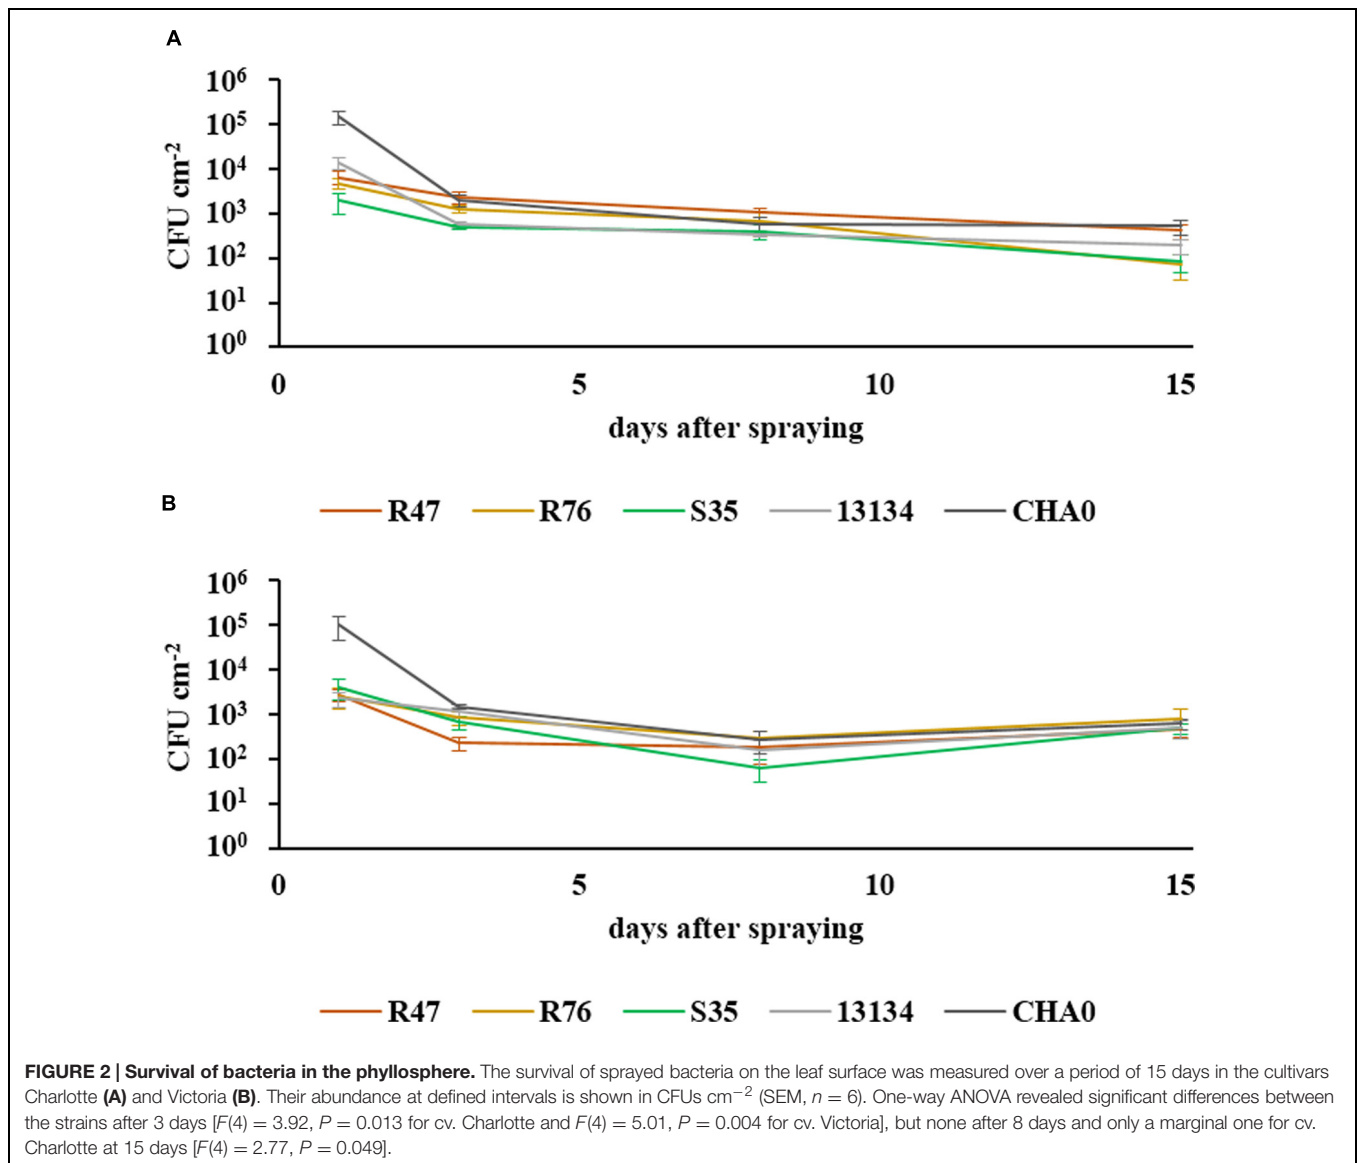 A
10⁶
10⁵
10⁴
10³
10²
10¹
10⁰
CFU cm⁻²
0 5 10 15
days after spraying
R47 R76 S35 13134 CHA0
B
10⁶
10⁵
10⁴
10³
10²
10¹
10⁰
CFU cm⁻²
0 5 10 15
days after spraying
R47 R76 S35 13134 CHA0
FIGURE 2 | Survival of bacteria in the phyllosphere. The survival of sprayed bacteria on the leaf surface was measured over a period of 15 days in the cultivars
Charlotte (A) and Victoria (B). Their abundance at defined intervals is shown in CFUs cm⁻² (SEM, n = 6). One-way ANOVA revealed significant differences between
the strains after 3 days [F(4) = 3.92, P = 0.013 for cv. Charlotte and F(4) = 5.01, P = 0.004 for cv. Victoria], but none after 8 days and only a marginal one for cv.
Charlotte at 15 days [F(4) = 2.77, P = 0.049].